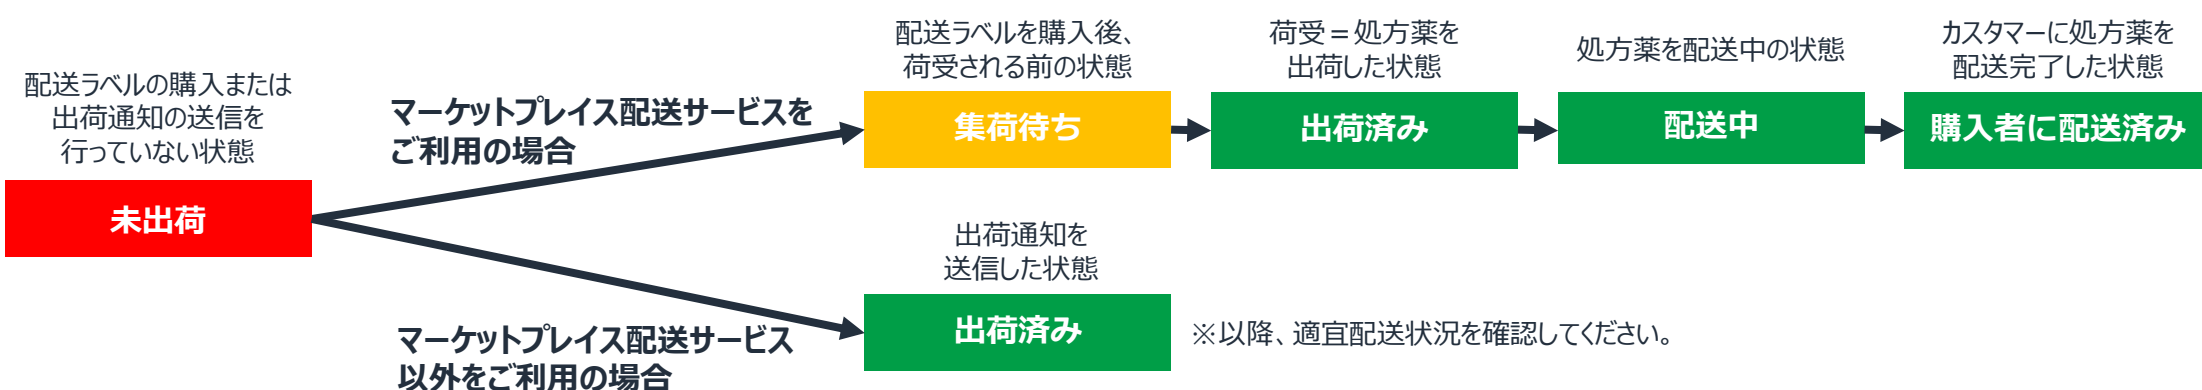 配送ラベルの購入または
出荷通知の送信を
行っていない状態
未出荷
マーケットプレイス配送サービスを
ご利用の場合
配送ラベルを購入後、
荷受される前の状態
集荷待ち
荷受＝処方薬を
出荷した状態
出荷済み
処方薬を配送中の状態
配送中
カスタマーに処方薬を
配送完了した状態
購入者に配送済み
マーケットプレイス配送サービス
以外をご利用の場合
出荷通知を
送信した状態
出荷済み
※以降、適宜配送状況を確認してください。